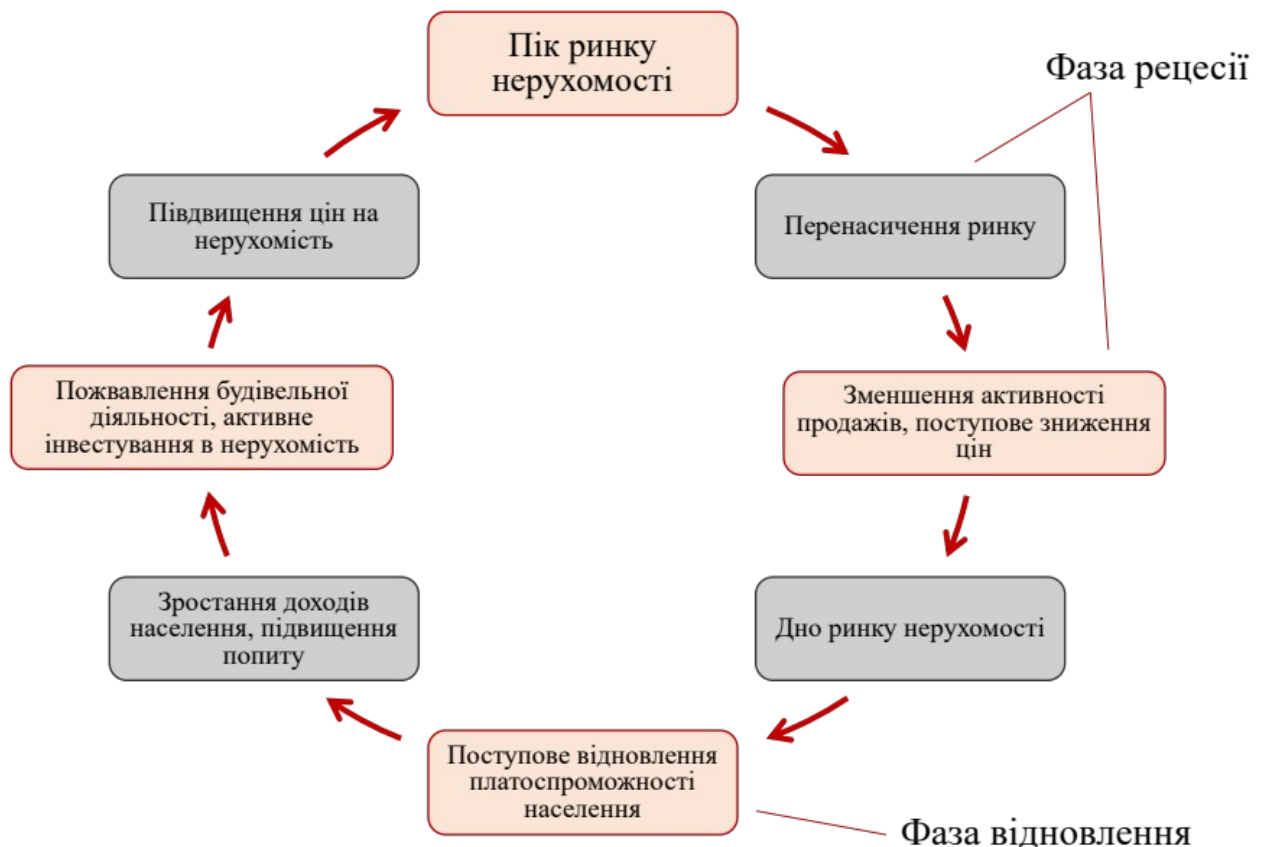 Пік ринку
нерухомості
Фаза рецесії
Півдвищення цін на
нерухомість
Перенасичення ринку
Пожвавлення будівельної
діяльності, активне
інвестування в нерухомість
Зменшення активності
продажів, поступове зниження
цін
Зростання доходів
населення, підвищення
попиту
Дно ринку нерухомості
Поступове відновлення
платоспроможності
населення
Фаза відновлення